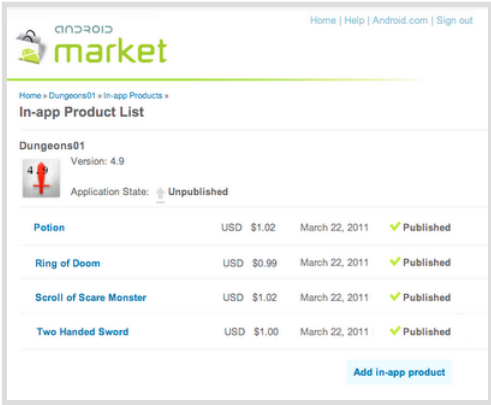 Home | Help | Android.com | Sign out
ANDROID
market
Home » Dungeons01 » In-app Products »
In-app Product List
Dungeons01
4.9
Version: 4.9
Application State: Unpublished
Potion USD $1.02 March 22, 2011 Published
Ring of Doom USD $0.99 March 22, 2011 Published
Scroll of Scare Monster USD $1.02 March 22, 2011 Published
Two Handed Sword USD $1.00 March 22, 2011 Published
Add in-app product